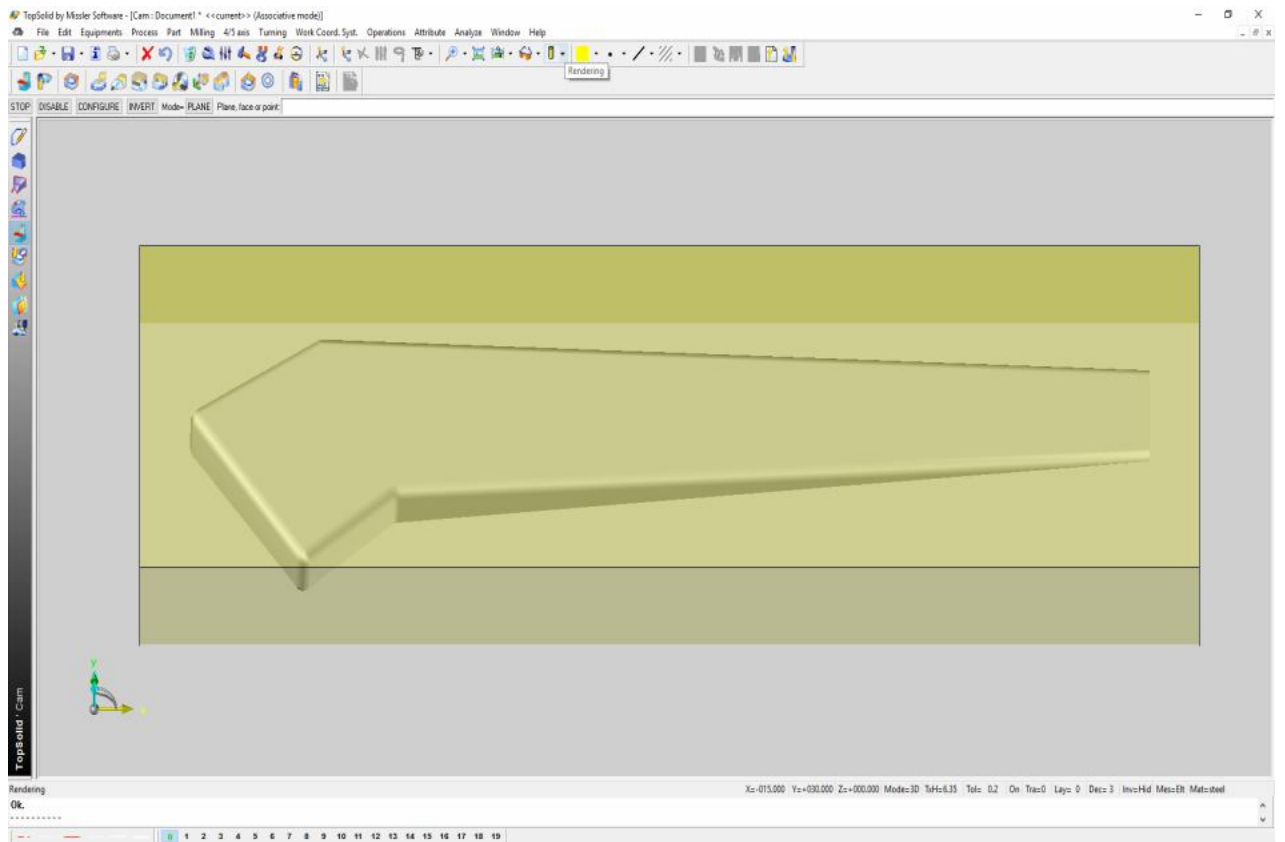 TopSolid by Missler Software - [Cam : Document1 * <<current>> (Associative mode)]
File Edit Equipments Process Part Milling 4/5 axis Turning Work Coord. Syst. Operations Attribute Analyze Window Help
Rendering
STOP DISABLE CONFIGURE INVERT Mode= PLANE Plane, face or point:
y
x
TopSolid'Cam
Rendering X=-015.000 Y=+030.000 Z=+000.000 Mode=3D TxH=6.35 Tol= 0.2 On Tra=0 Lay= 0 Dec= 3 Inv=Hid Mes=Elt Mat=steel
Ok.
----------
0 1 2 3 4 5 6 7 8 9 10 11 12 13 14 15 16 17 18 19